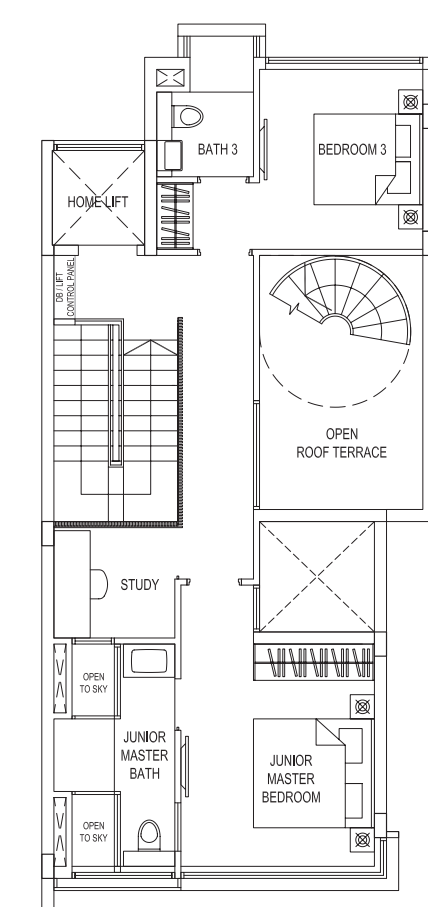 BATH 3
BEDROOM 3
HOME LIFT
DB / LIFT
CONTROL PANEL
OPEN
ROOF TERRACE
STUDY
OPEN
TO SKY
JUNIOR
MASTER
BATH
JUNIOR
MASTER
BEDROOM
OPEN
TO SKY